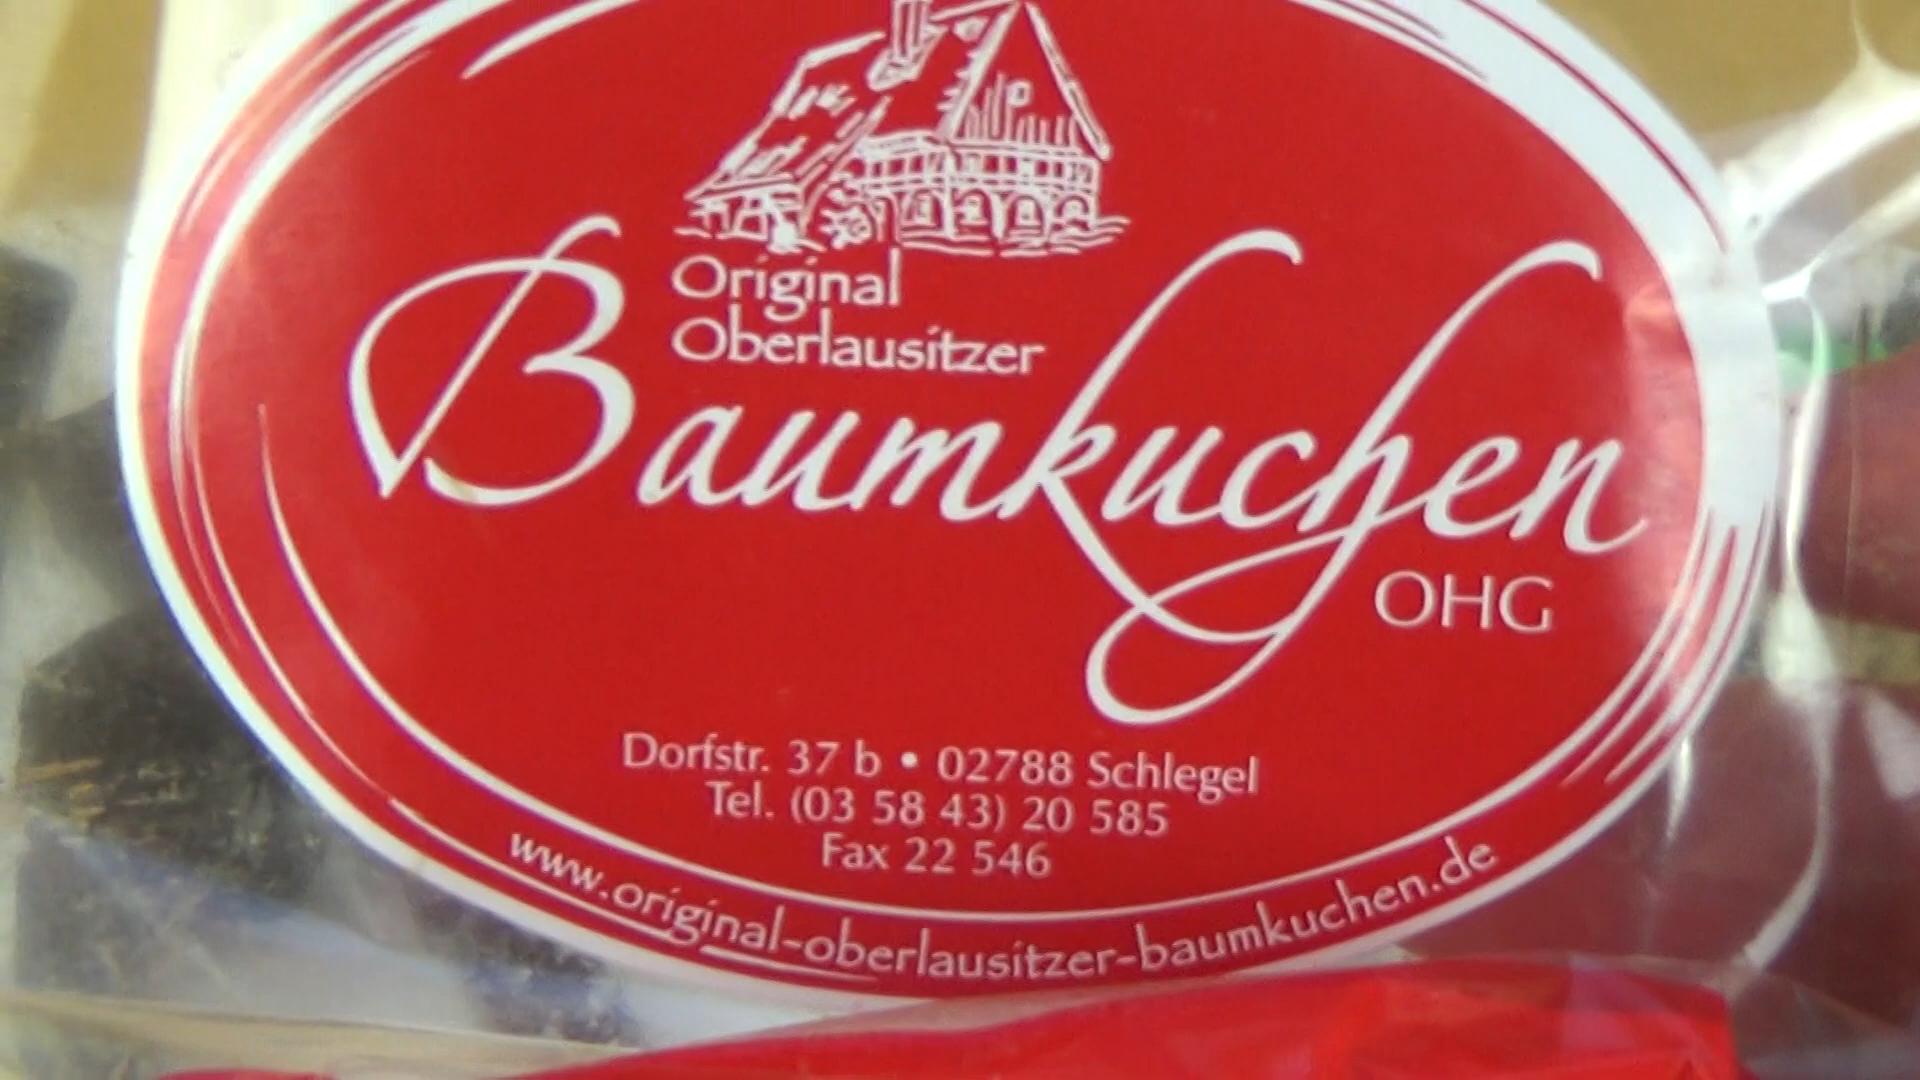 Original
Oberlausitzer
Baumkuchen
OHG
Dorfstr. 37 b • 02788 Schlegel
Tel. (03 58 43) 20 585
Fax 22 546
www.original-oberlausitzer-baumkuchen.de